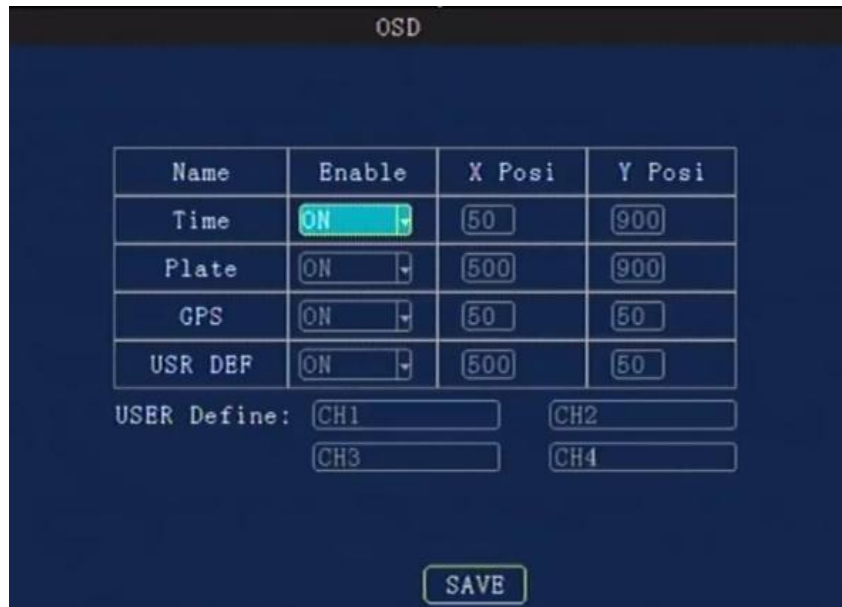 OSD
Name Enable X Posi Y Posi
Time ON 50 900
Plate ON 500 900
GPS ON 50 50
USR DEF ON 500 50
USER Define: CH1 CH2
CH3 CH4
SAVE